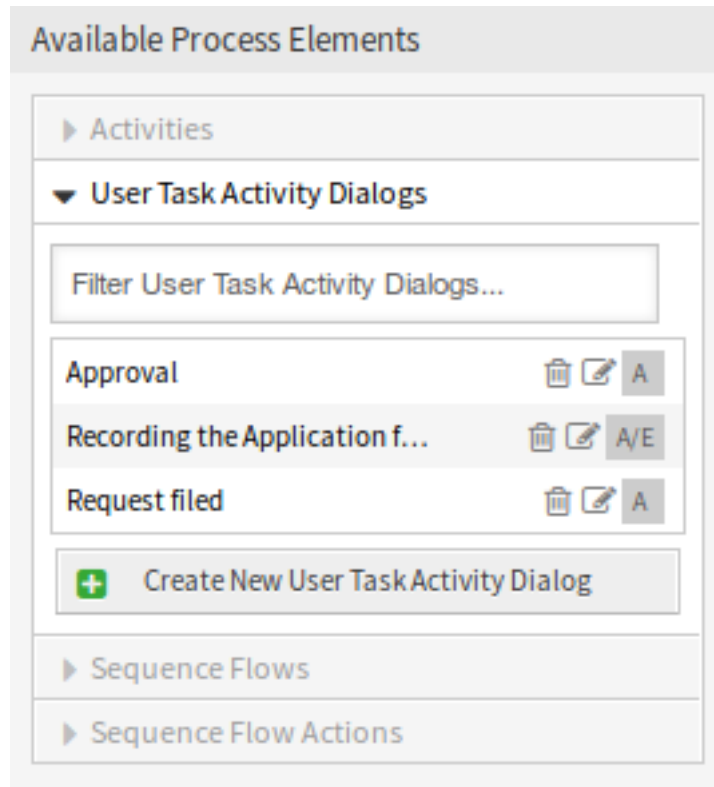 Available Process Elements
Activities
User Task Activity Dialogs
Filter User Task Activity Dialogs...
Approval A
Recording the Application f... A/E
Request filed A
Create New User Task Activity Dialog
Sequence Flows
Sequence Flow Actions